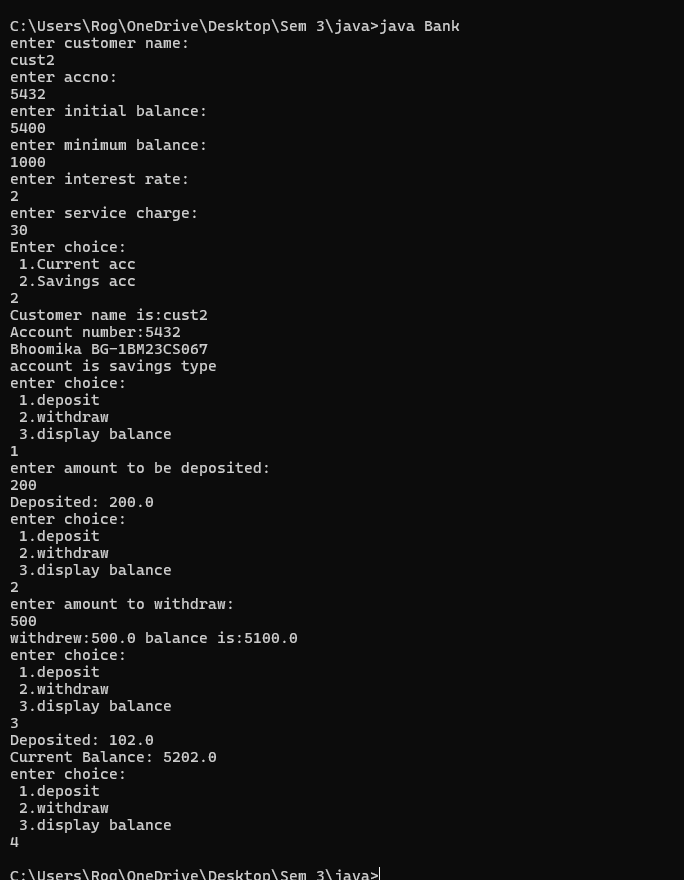 C:\Users\Rog\OneDrive\Desktop\Sem 3\java>java Bank
enter customer name:
cust2
enter accno:
5432
enter initial balance:
5400
enter minimum balance:
1000
enter interest rate:
2
enter service charge:
30
Enter choice:
 1.Current acc
 2.Savings acc
2
Customer name is:cust2
Account number:5432
Bhoomika BG-1BM23CS067
account is savings type
enter choice:
 1.deposit
 2.withdraw
 3.display balance
1
enter amount to be deposited:
200
Deposited: 200.0
enter choice:
 1.deposit
 2.withdraw
 3.display balance
2
enter amount to withdraw:
500
withdrew:500.0 balance is:5100.0
enter choice:
 1.deposit
 2.withdraw
 3.display balance
3
Deposited: 102.0
Current Balance: 5202.0
enter choice:
 1.deposit
 2.withdraw
 3.display balance
4
C:\Users\Rog\OneDrive\Desktop\Sem 3\java>